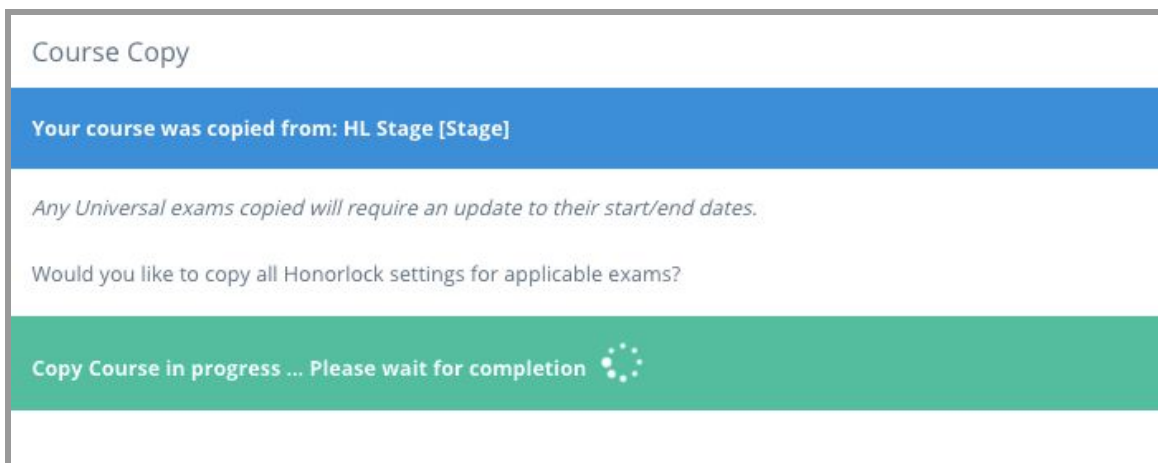 Course Copy
Your course was copied from: HL Stage [Stage]
Any Universal exams copied will require an update to their start/end dates.
Would you like to copy all Honorlock settings for applicable exams?
Copy Course in progress ... Please wait for completion